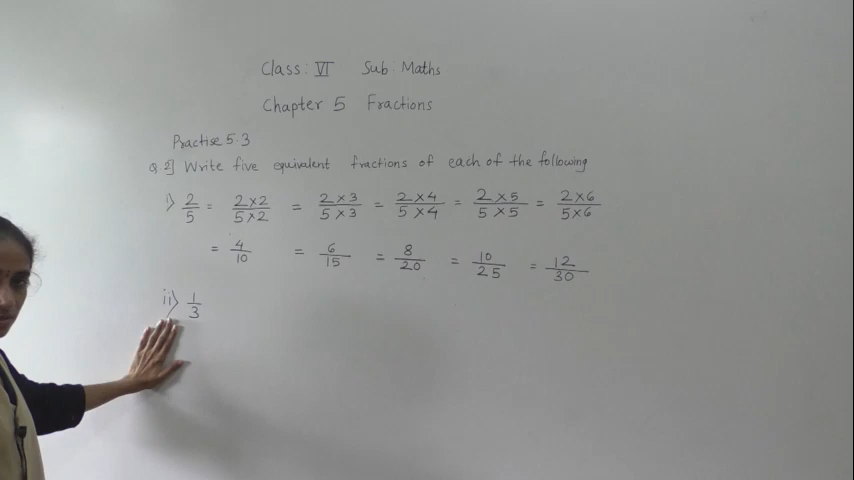 Class: VI Sub Maths
Chapter 5 Fractions
Practise 5.3
Q 2] Write five equivalent fractions of each of the following
i) 2/5 = 2×2/5×2 = 2×3/5×3 = 2×4/5×4 = 2×5/5×5 = 2×6/5×6
= 4/10 = 6/15 = 8/20 = 10/25 = 12/30
ii) 1/3